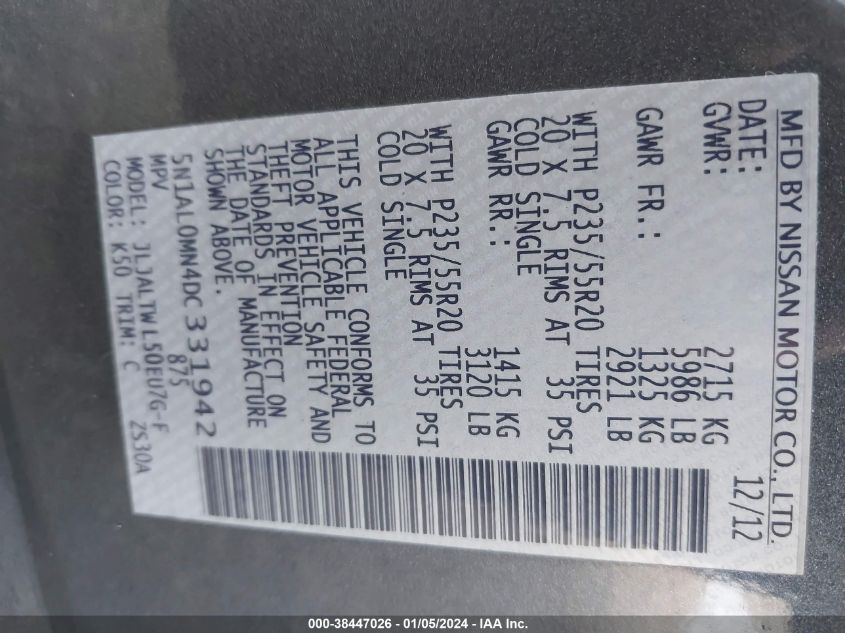 MFD BY NISSAN MOTOR CO., LTD.
DATE: 12/12
GVWR: 2715 KG
5986 LB
GAWR FR.: 1325 KG
2921 LB
WITH P235/55R20 TIRES
20 X 7.5 RIMS AT 35 PSI
COLD SINGLE
GAWR RR.: 1415 KG
3120 LB
WITH P235/55R20 TIRES
20 X 7.5 RIMS AT 35 PSI
COLD SINGLE
THIS VEHICLE CONFORMS TO
ALL APPLICABLE FEDERAL
MOTOR VEHICLE SAFETY AND
THEFT PREVENTION
STANDARDS IN EFFECT ON
THE DATE OF MANUFACTURE
SHOWN ABOVE.
5N1AL0MN4DC331942
MPV 875
MODEL: JLJALTWL50EU7G-F
COLOR: K50 TRIM: C 2S30A
000-38447026 - 01/05/2024 - IAA Inc.